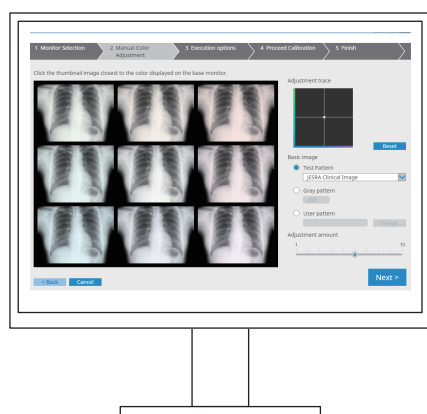 1 Monitor Selection
2 Manual Color
Adjustment
3 Execution options
4 Proceed Calibration
5 Finish
Click the thumbnail image closest to the color displayed on the base monitor.
Adjustment trace
Reset
Basic image
Test Pattern
JESRA Clinical Image
Gray pattern
User pattern
Change...
Adjustment amount
1
10
< Back
Cancel
Next >